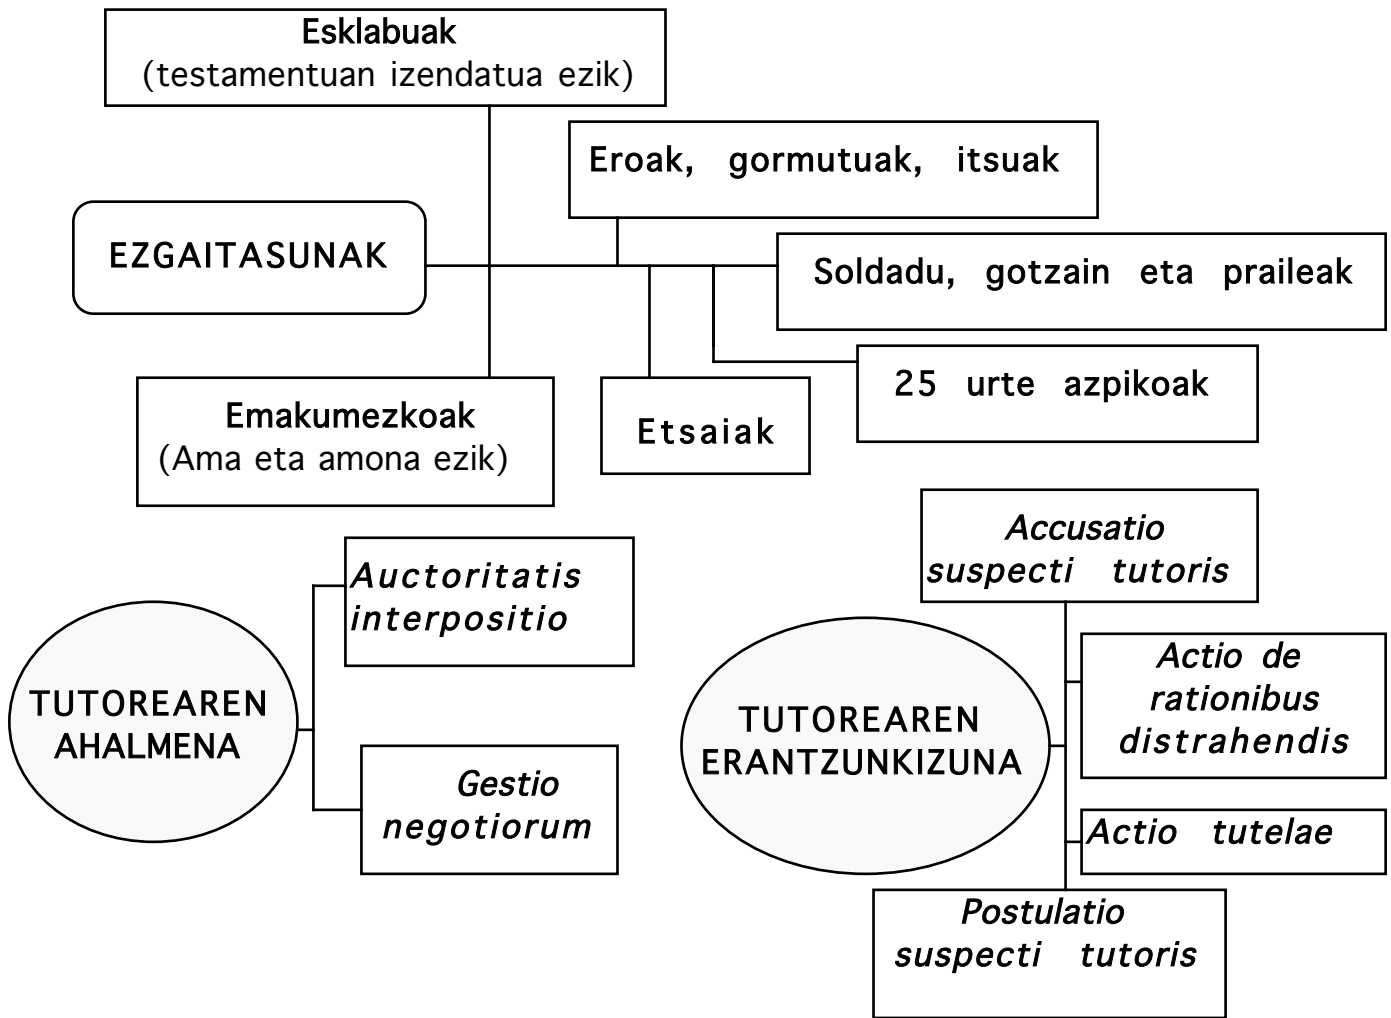 Esklabuak
(testamentuan izendatua ezik)
Eroak, gormutuak, itsuak
EZGAITASUNAK
Soldadu, gotzain eta praileak
25 urte azpikoak
Emakumezkoak
(Ama eta amona ezik)
Etsaiak
Auctoritatis
interpositio
TUTOREAREN
AHALMENA
Gestio
negotiorum
Accusatio
suspecti tutoris
Actio de
rationibus
distrahendis
TUTOREAREN
ERANTZUNKIZUNA
Actio tutelae
Postulatio
suspecti tutoris